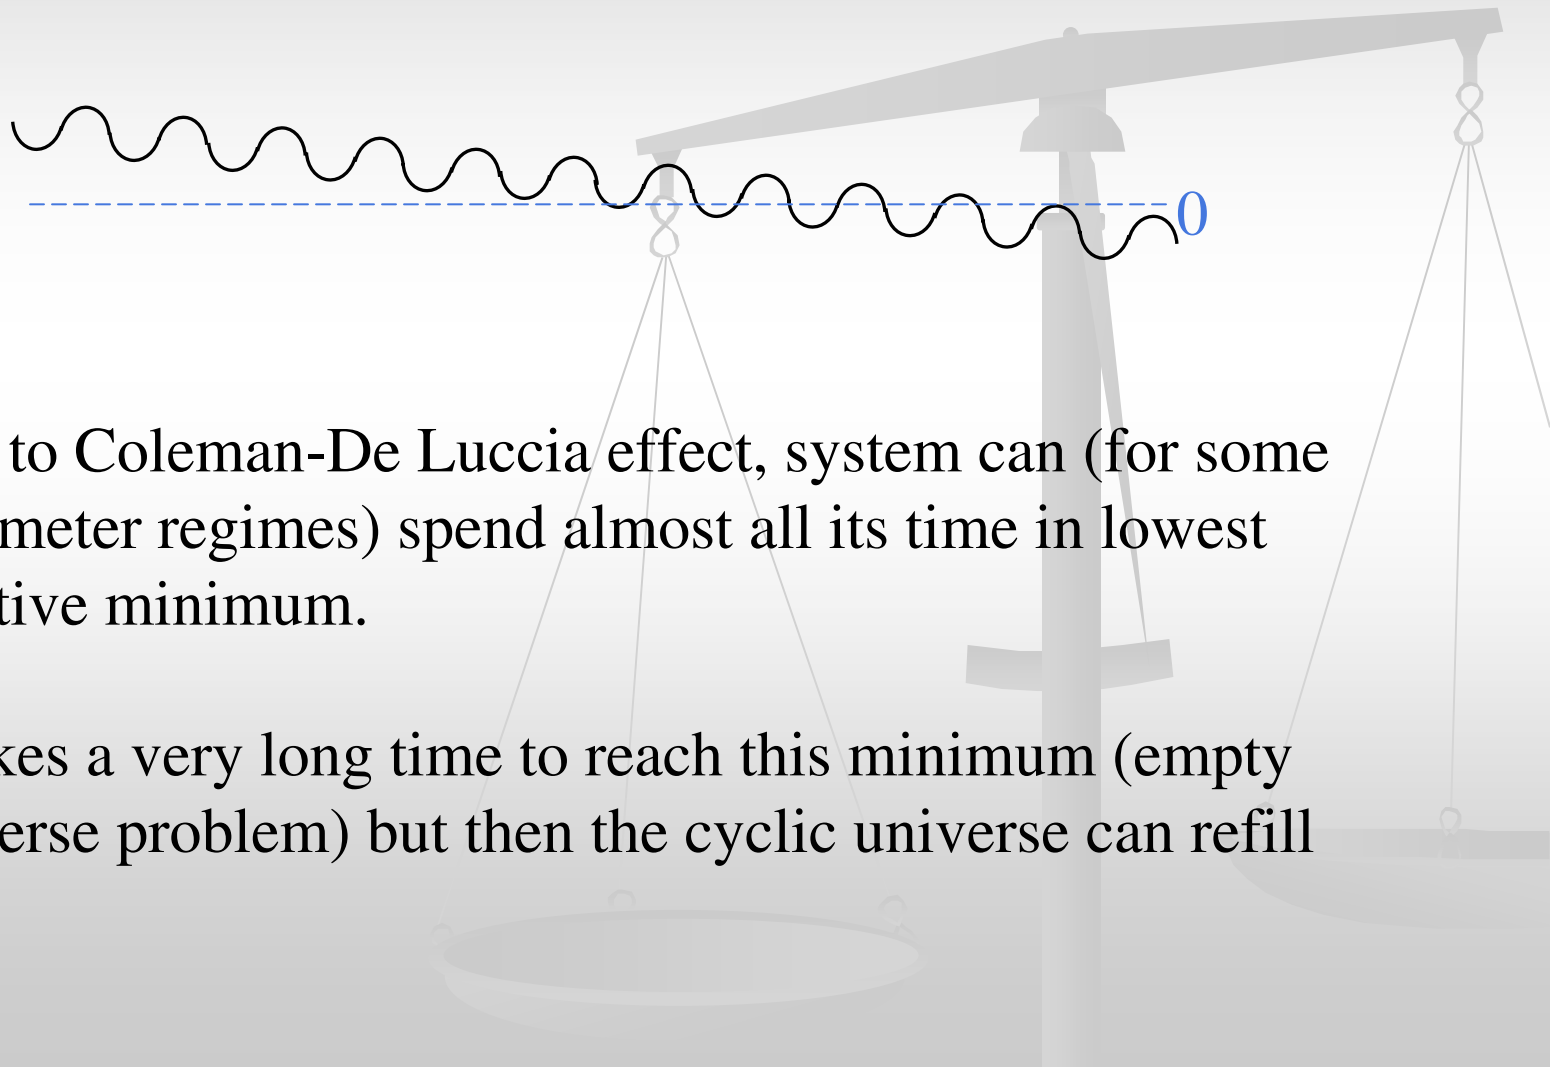 0
to Coleman-De Luccia effect, system can (for some
meter regimes) spend almost all its time in lowest
tive minimum.
kes a very long time to reach this minimum (empty
erse problem) but then the cyclic universe can refill